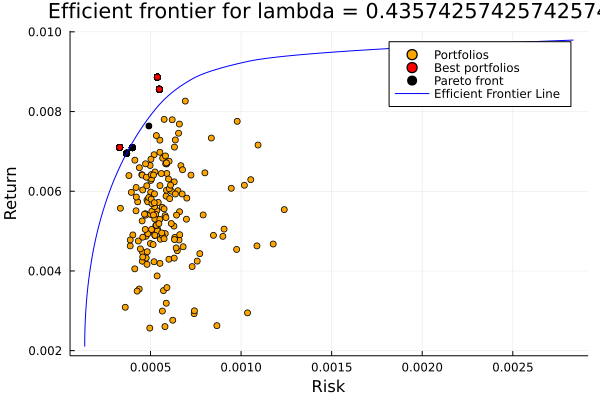 Efficient frontier for lambda = 0.43574257425742574
0.010
0.008
0.006
0.004
0.002
Return
Portfolios
Best portfolios
Pareto front
Efficient Frontier Line
0.0005 0.0010 0.0015 0.0020 0.0025
Risk